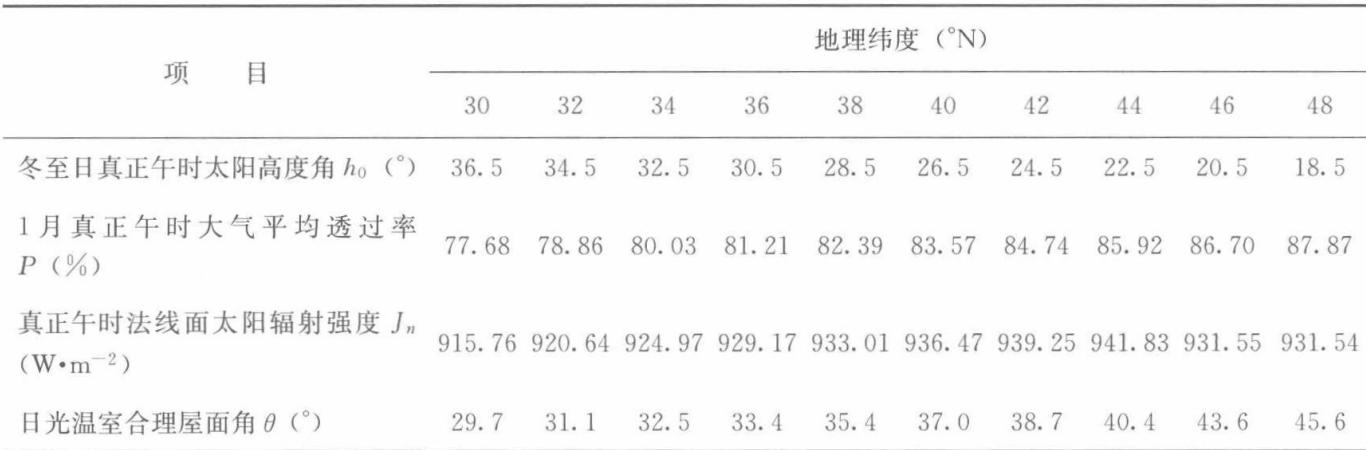 项 目 地理纬度（°N）
30 32 34 36 38 40 42 44 46 48
冬至日真正午时太阳高度角 h₀（°） 36.5 34.5 32.5 30.5 28.5 26.5 24.5 22.5 20.5 18.5
1月真正午时大气平均透过率
P（%） 77.68 78.86 80.03 81.21 82.39 83.57 84.74 85.92 86.70 87.87
真正午时法线面太阳辐射强度 Jₙ
（W•m⁻²） 915.76 920.64 924.97 929.17 933.01 936.47 939.25 941.83 931.55 931.54
日光温室合理屋面角 θ（°） 29.7 31.1 32.5 33.4 35.4 37.0 38.7 40.4 43.6 45.6